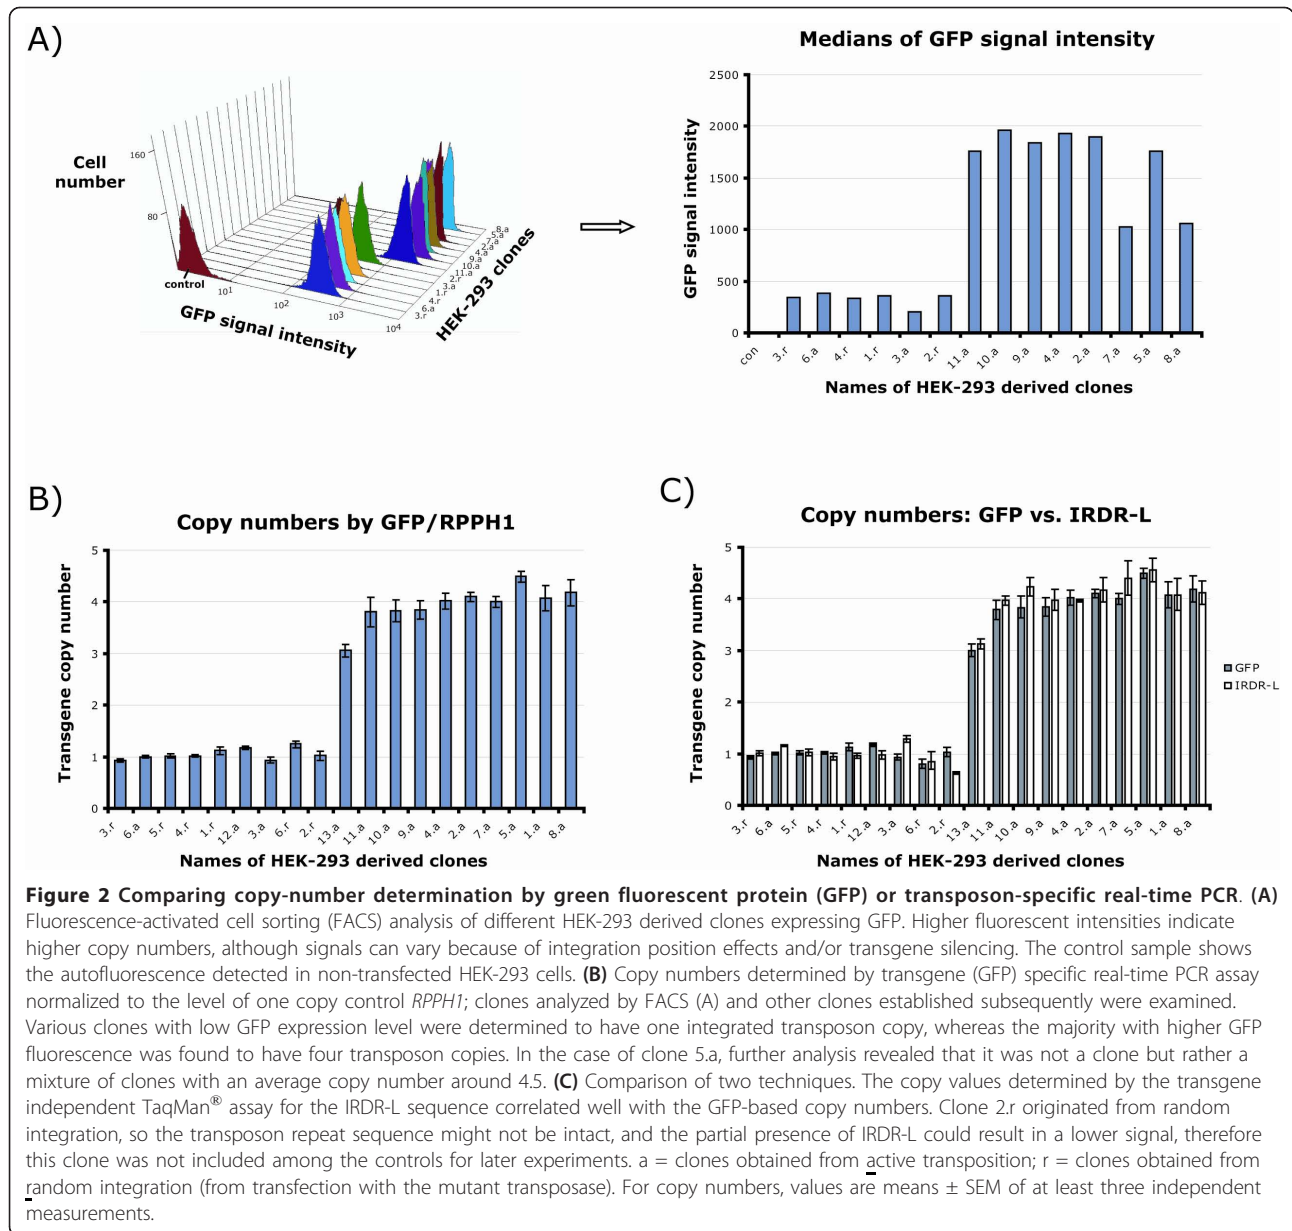 A)
Cell
number
160
80
control
10¹
10²
10³
10⁴
GFP signal intensity
3.r
6.a
4.r
1.r
3.a
2.r
11.a
10.a
9.a
4.a
2.a
7.a
5.a
8.a
HEK-293 clones
Medians of GFP signal intensity
GFP signal intensity
2500
2000
1500
1000
500
0
con 3.r 6.a 4.r 1.r 3.a 2.r 11.a 10.a 9.a 4.a 2.a 7.a 5.a 8.a
Names of HEK-293 derived clones
B)
Copy numbers by GFP/RPPH1
Transgene copy number
5
4
3
2
1
0
3.r 6.a 5.r 4.r 1.r 12.a 3.a 6.r 2.r 13.a 11.a 10.a 9.a 4.a 2.a 7.a 5.a 1.a 8.a
Names of HEK-293 derived clones
C)
Copy numbers: GFP vs. IRDR-L
Transgene copy number
5
4
3
2
1
0
3.r 6.a 5.r 4.r 1.r 12.a 3.a 6.r 2.r 13.a 11.a 10.a 9.a 4.a 2.a 7.a 5.a 1.a 8.a
Names of HEK-293 derived clones
GFP
IRDR-L
Figure 2 Comparing copy-number determination by green fluorescent protein (GFP) or transposon-specific real-time PCR. (A)
Fluorescence-activated cell sorting (FACS) analysis of different HEK-293 derived clones expressing GFP. Higher fluorescent intensities indicate
higher copy numbers, although signals can vary because of integration position effects and/or transgene silencing. The control sample shows
the autofluorescence detected in non-transfected HEK-293 cells. (B) Copy numbers determined by transgene (GFP) specific real-time PCR assay
normalized to the level of one copy control RPPH1; clones analyzed by FACS (A) and other clones established subsequently were examined.
Various clones with low GFP expression level were determined to have one integrated transposon copy, whereas the majority with higher GFP
fluorescence was found to have four transposon copies. In the case of clone 5.a, further analysis revealed that it was not a clone but rather a
mixture of clones with an average copy number around 4.5. (C) Comparison of two techniques. The copy values determined by the transgene
independent TaqMan® assay for the IRDR-L sequence correlated well with the GFP-based copy numbers. Clone 2.r originated from random
integration, so the transposon repeat sequence might not be intact, and the partial presence of IRDR-L could result in a lower signal, therefore
this clone was not included among the controls for later experiments. a = clones obtained from active transposition; r = clones obtained from
random integration (from transfection with the mutant transposase). For copy numbers, values are means ± SEM of at least three independent
measurements.